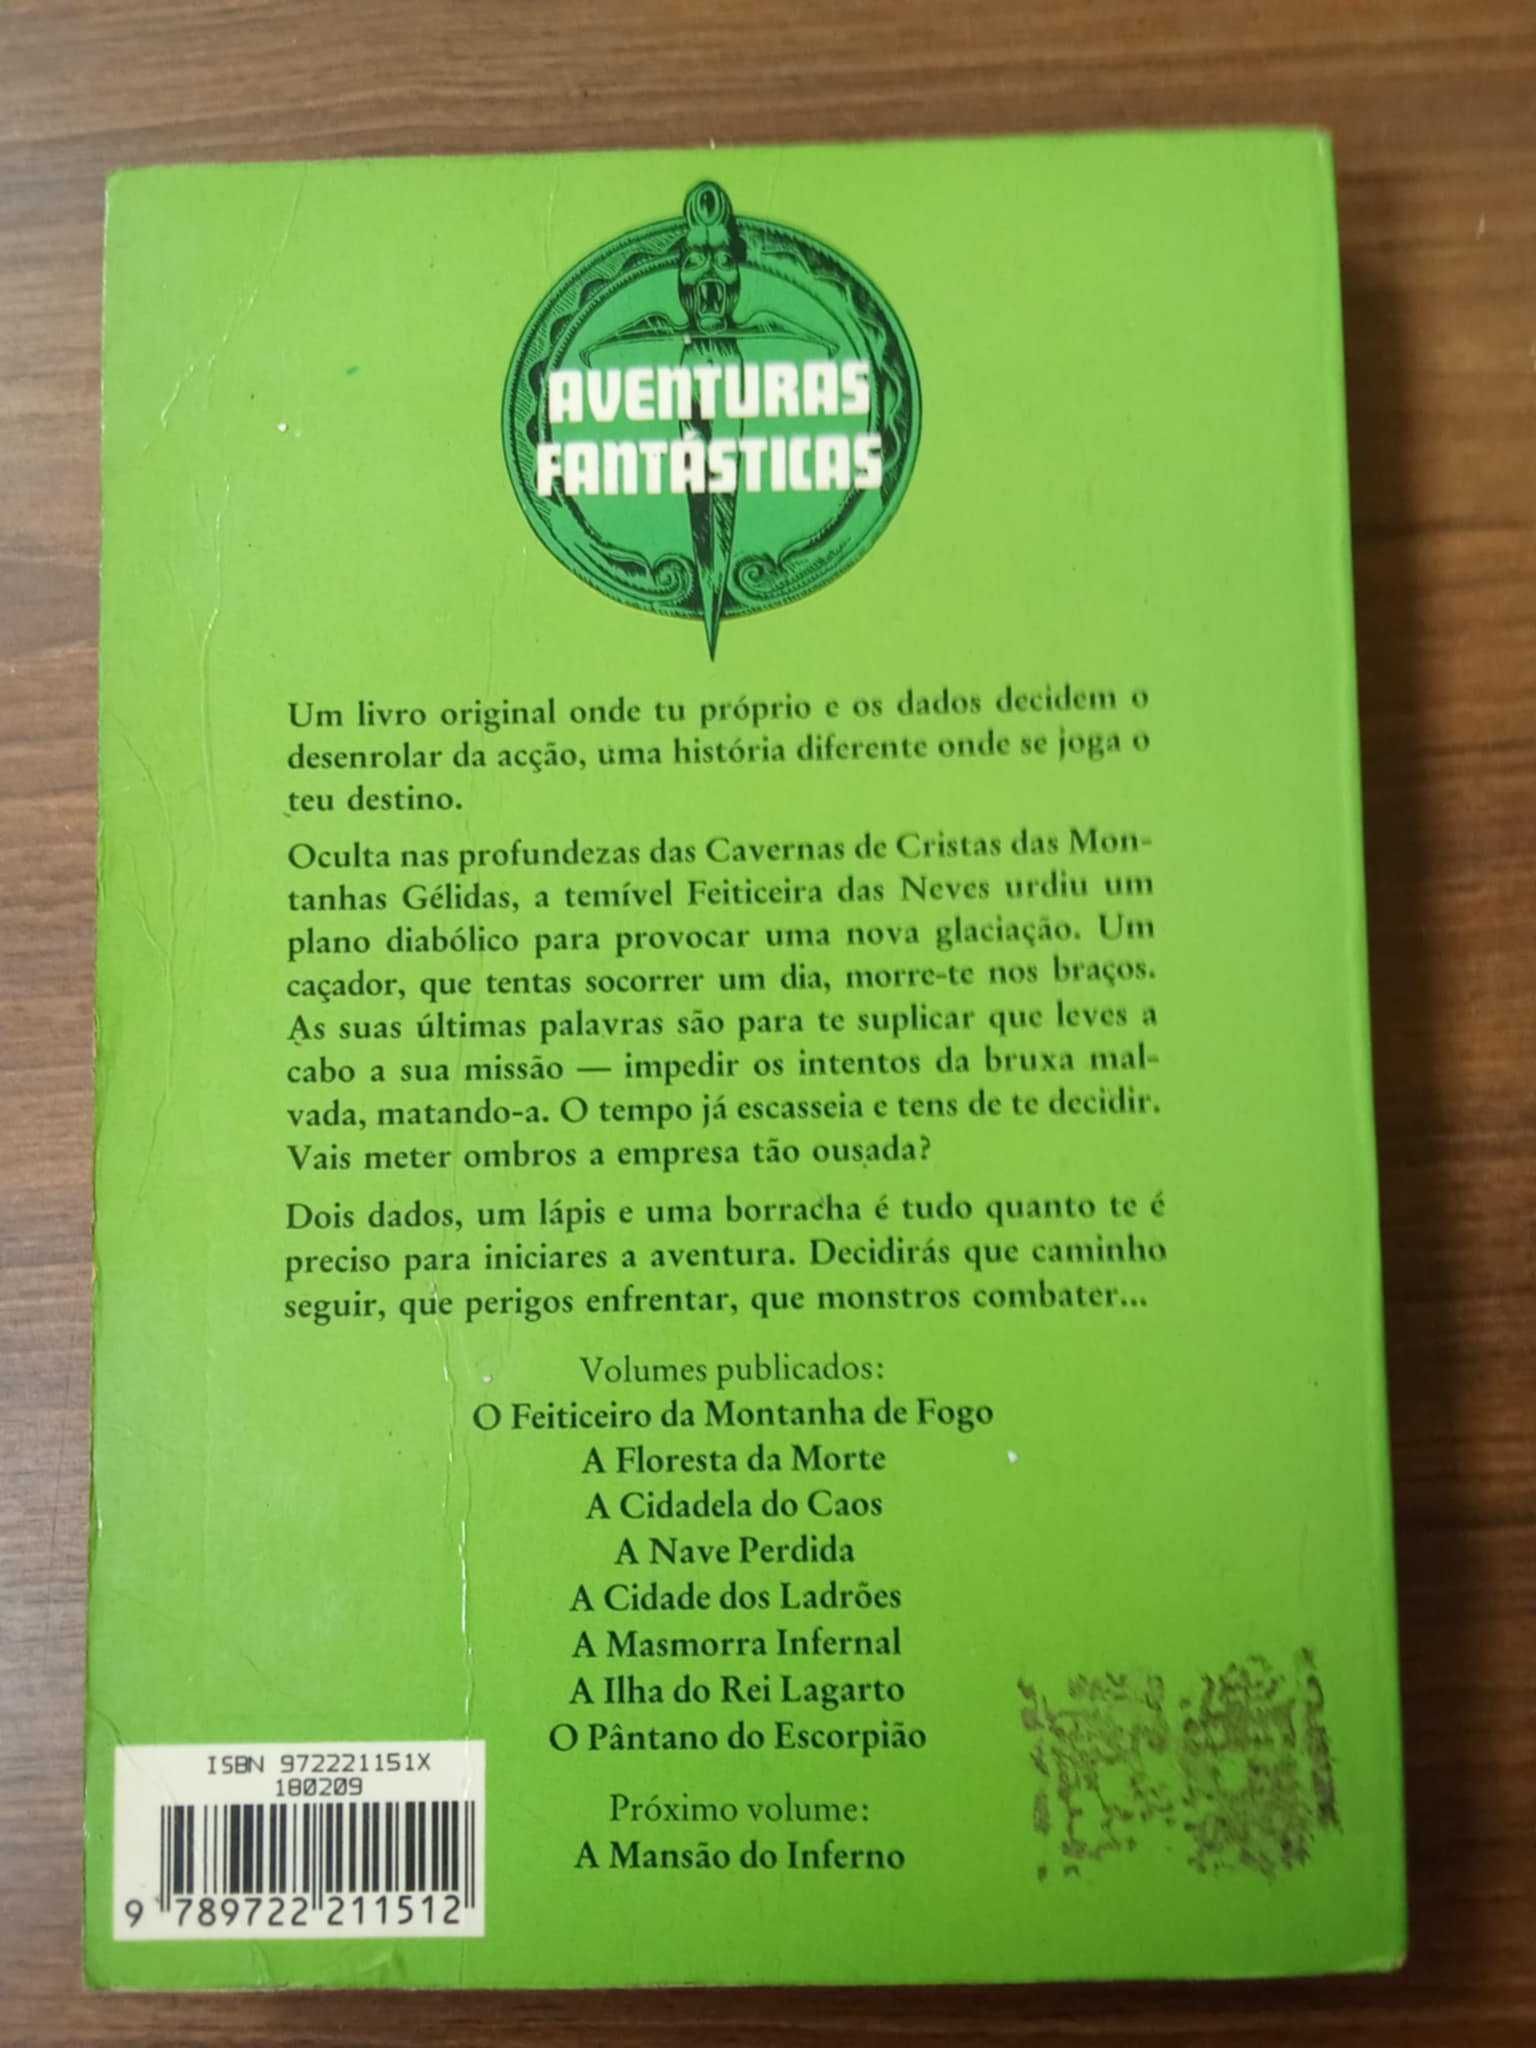 AVENTURAS
FANTÁSTICAS
Um livro original onde tu próprio e os dados decidem o
desenrolar da acção, uma história diferente onde se joga o
teu destino.
Oculta nas profundezas das Cavernas de Cristas das Mon-
tanhas Gélidas, a temível Feiticeira das Neves urdiu um
plano diabólico para provocar uma nova glaciação. Um
caçador, que tentas socorrer um dia, morre-te nos braços.
As suas últimas palavras são para te suplicar que leves a
cabo a sua missão — impedir os intentos da bruxa mal-
vada, matando-a. O tempo já escasseia e tens de te decidir.
Vais meter ombros a empresa tão ousada?
Dois dados, um lápis e uma borracha é tudo quanto te é
preciso para iniciares a aventura. Decidirás que caminho
seguir, que perigos enfrentar, que monstros combater...
Volumes publicados:
O Feiticeiro da Montanha de Fogo
A Floresta da Morte
A Cidadela do Caos
A Nave Perdida
A Cidade dos Ladrões
A Masmorra Infernal
A Ilha do Rei Lagarto
O Pântano do Escorpião
Próximo volume:
A Mansão do Inferno
ISBN 972221151X
180209
9 789722 211512